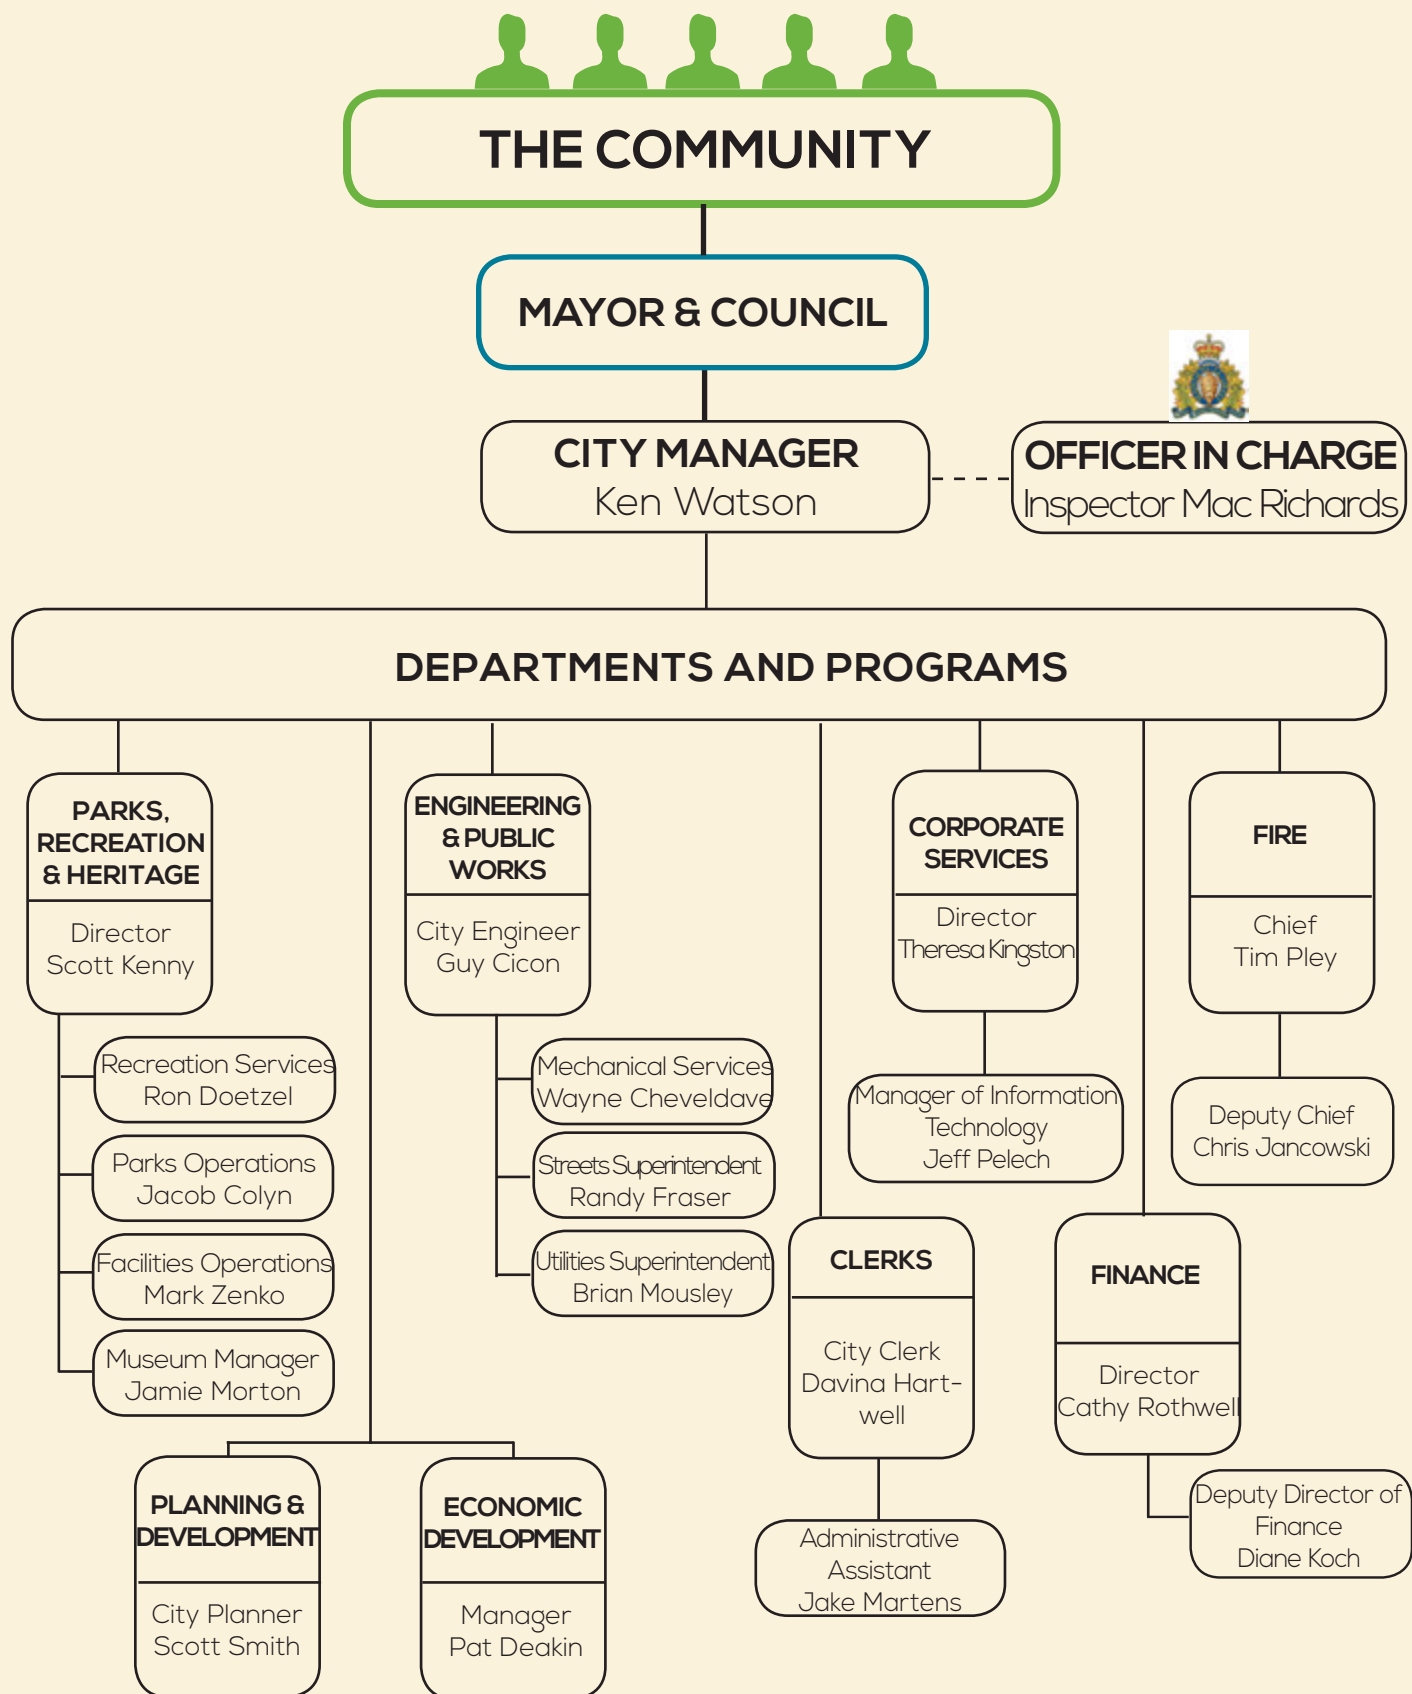 THE COMMUNITY
MAYOR & COUNCIL
CITY MANAGER
Ken Watson
OFFICER IN CHARGE
Inspector Mac Richards
DEPARTMENTS AND PROGRAMS
PARKS,
RECREATION
& HERITAGE
Director
Scott Kenny
Recreation Services
Ron Doetzel
Parks Operations
Jacob Colyn
Facilities Operations
Mark Zenko
Museum Manager
Jamie Morton
ENGINEERING
& PUBLIC
WORKS
City Engineer
Guy Cicon
Mechanical Services
Wayne Cheveldave
Streets Superintendent
Randy Fraser
Utilities Superintendent
Brian Mousley
CORPORATE
SERVICES
Director
Theresa Kingston
Manager of Information
Technology
Jeff Pelech
FIRE
Chief
Tim Pley
Deputy Chief
Chris Jancowski
CLERKS
City Clerk
Davina Hart-
well
Administrative
Assistant
Jake Martens
FINANCE
Director
Cathy Rothwell
Deputy Director of
Finance
Diane Koch
PLANNING &
DEVELOPMENT
City Planner
Scott Smith
ECONOMIC
DEVELOPMENT
Manager
Pat Deakin